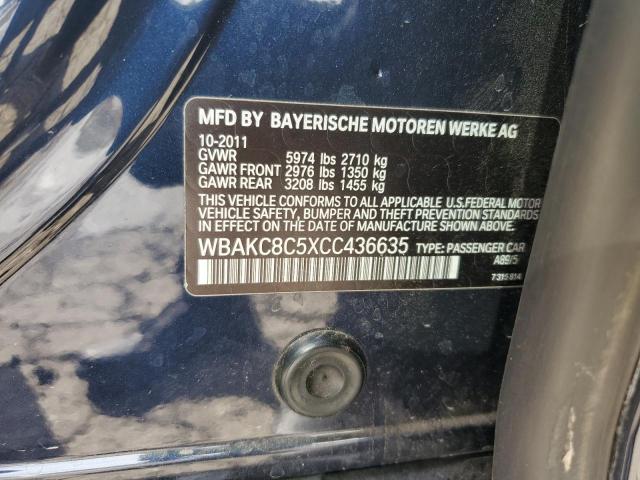 MFD BY BAYERISCHE MOTOREN WERKE AG
10-2011
GVWR 5974 lbs 2710 kg
GAWR FRONT 2976 lbs 1350 kg
GAWR REAR 3208 lbs 1455 kg
THIS VEHICLE CONFORMS TO ALL APPLICABLE U.S.FEDERAL MOTOR
VEHICLE SAFETY, BUMPER AND THEFT PREVENTION STANDARDS
IN EFFECT ON THE DATE OF MANUFACTURE SHOWN ABOVE.
WBAKC8C5XCC436635 TYPE: PASSENGER CAR
A89/5
7315814